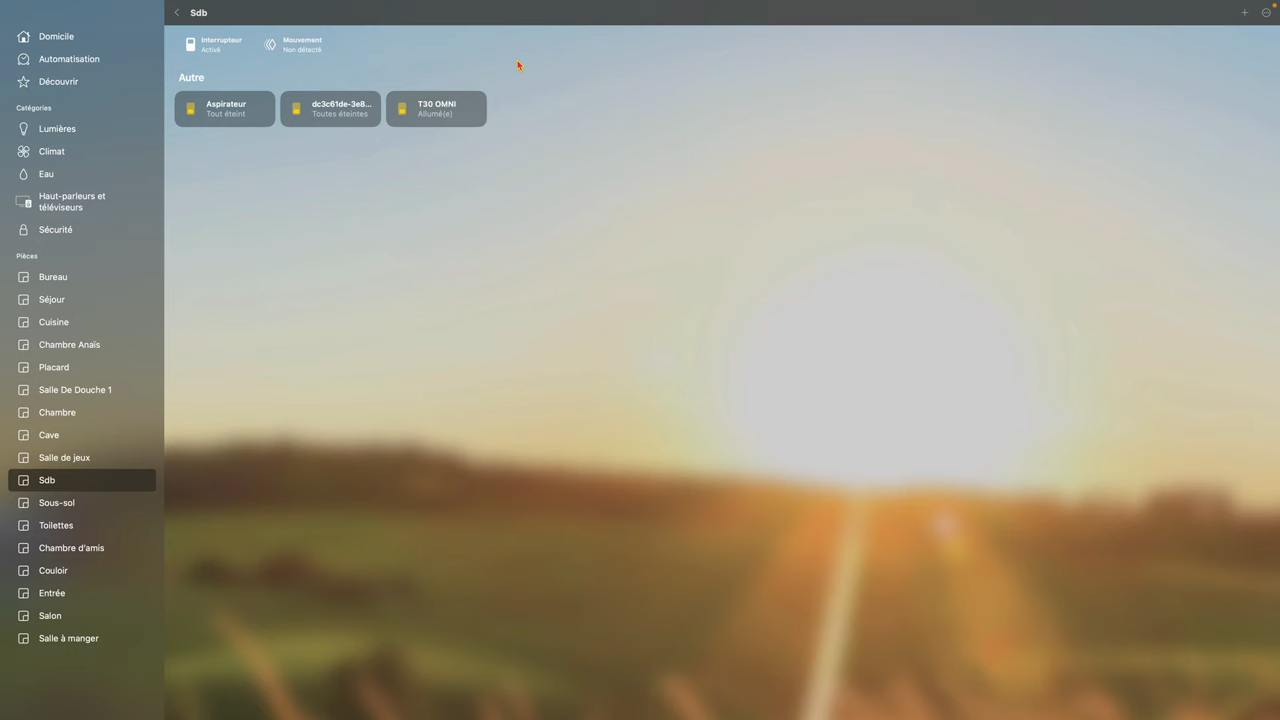 Domicile
Automatisation
Découvrir
Catégories
Lumières
Climat
Eau
Haut-parleurs et
téléviseurs
Sécurité
Pièces
Bureau
Séjour
Cuisine
Chambre Anaïs
Placard
Salle De Douche 1
Chambre
Cave
Salle de jeux
Sdb
Sous-sol
Toilettes
Chambre d'amis
Couloir
Entrée
Salon
Salle à manger
Sdb
Interrupteur
Activé
Mouvement
Non détecté
Autre
Aspirateur
Tout éteint
dc3c61de-3e8...
Toutes éteintes
T30 OMNI
Allumé(e)